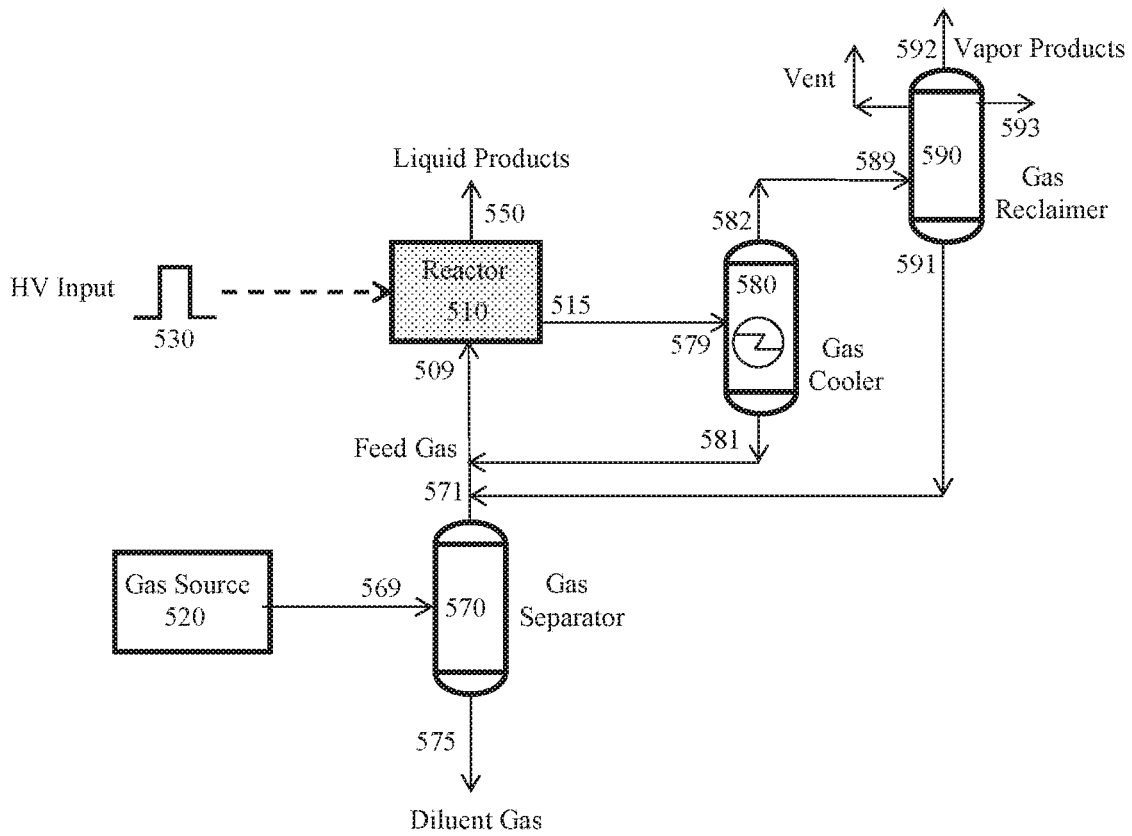 592
Vapor Products
Vent
593
590
589
Gas
Reclaimer
Liquid Products
550
582
591
HV Input
530
Reactor
510
515
580
579
509
Gas
Cooler
581
Feed Gas
571
Gas Source
520
569
570
Gas
Separator
575
Diluent Gas